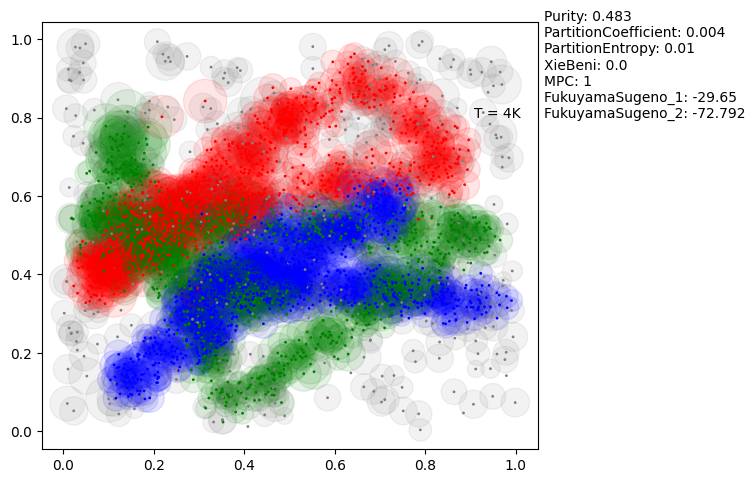 Purity: 0.483
PartitionCoefficient: 0.004
PartitionEntropy: 0.01
XieBeni: 0.0
MPC: 1
FukuyamaSugeno_1: -29.65
FukuyamaSugeno_2: -72.792
T = 4K
1.0
0.8
0.6
0.4
0.2
0.0
0.0 0.2 0.4 0.6 0.8 1.0